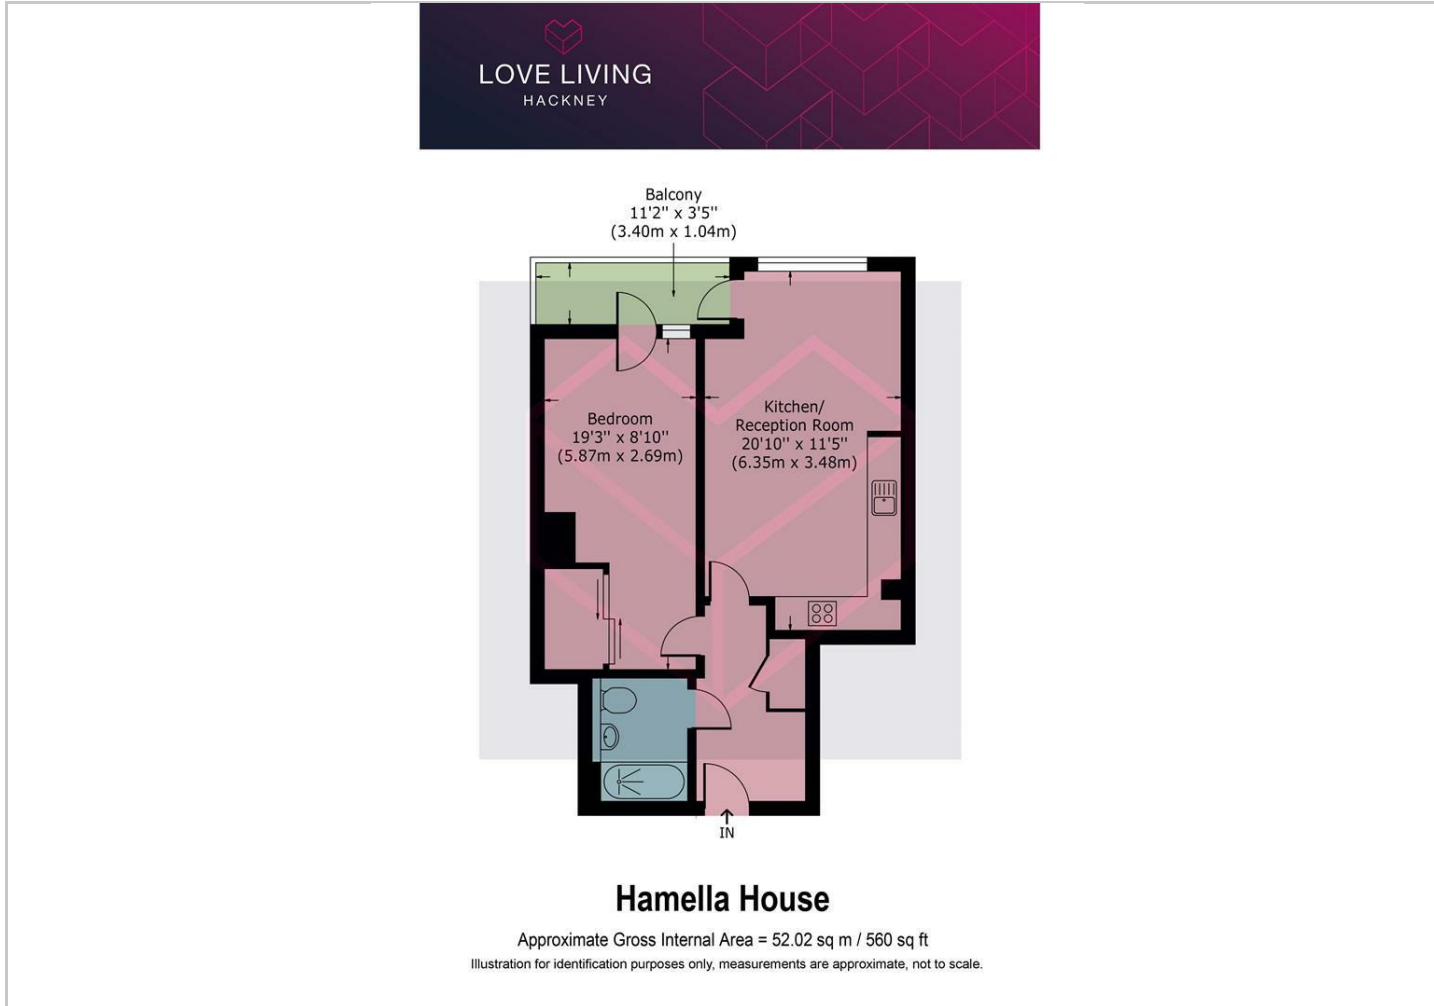 LOVE LIVING
HACKNEY
Balcony
11'2'' x 3'5''
(3.40m x 1.04m)
Bedroom
19'3'' x 8'10''
(5.87m x 2.69m)
Kitchen/
Reception Room
20'10'' x 11'5''
(6.35m x 3.48m)
IN
Hamella House
Approximate Gross Internal Area = 52.02 sq m / 560 sq ft
Illustration for identification purposes only, measurements are approximate, not to scale.